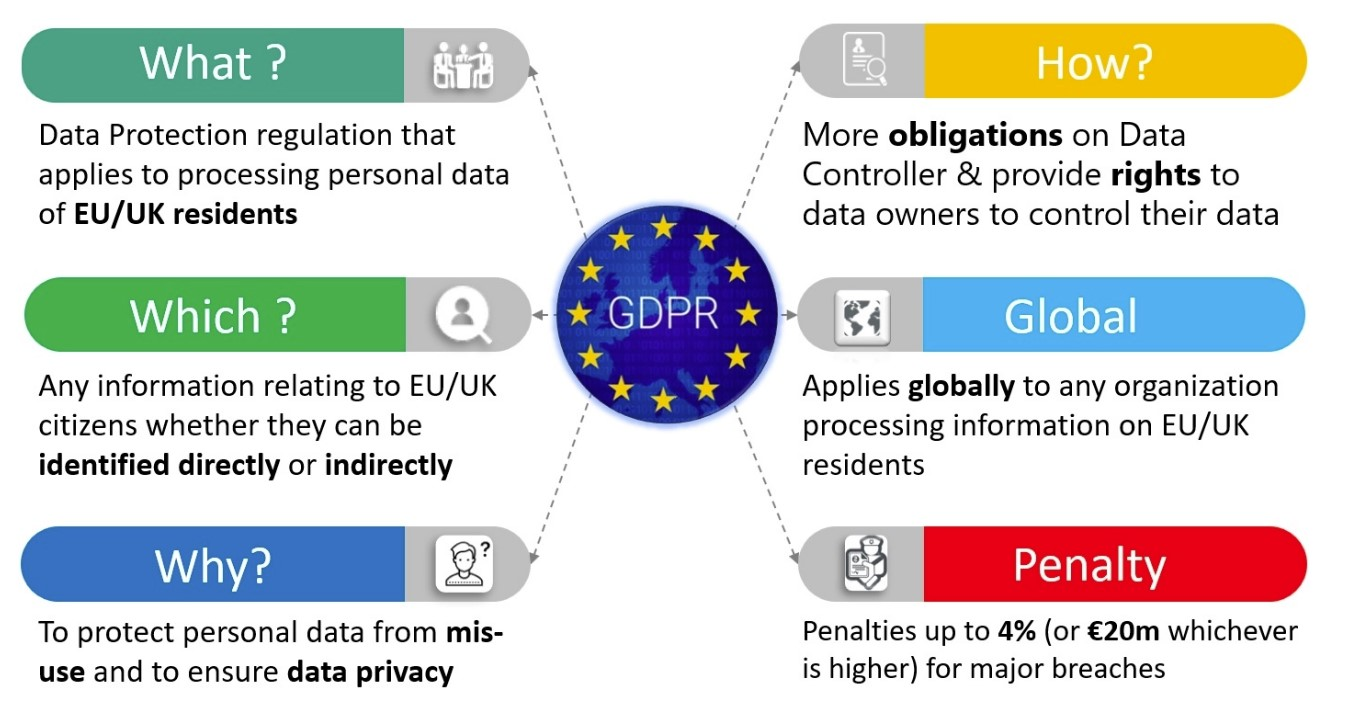 What ?
Data Protection regulation that
applies to processing personal data
of EU/UK residents
Which ?
Any information relating to EU/UK
citizens whether they can be
identified directly or indirectly
Why?
To protect personal data from mis-
use and to ensure data privacy
GDPR
How?
More obligations on Data
Controller & provide rights to
data owners to control their data
Global
Applies globally to any organization
processing information on EU/UK
residents
Penalty
Penalties up to 4% (or €20m whichever
is higher) for major breaches